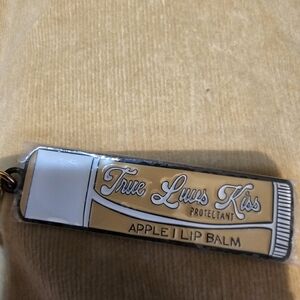 True Luvs Kiss
PROTECTANT
APPLE | LIP BALM